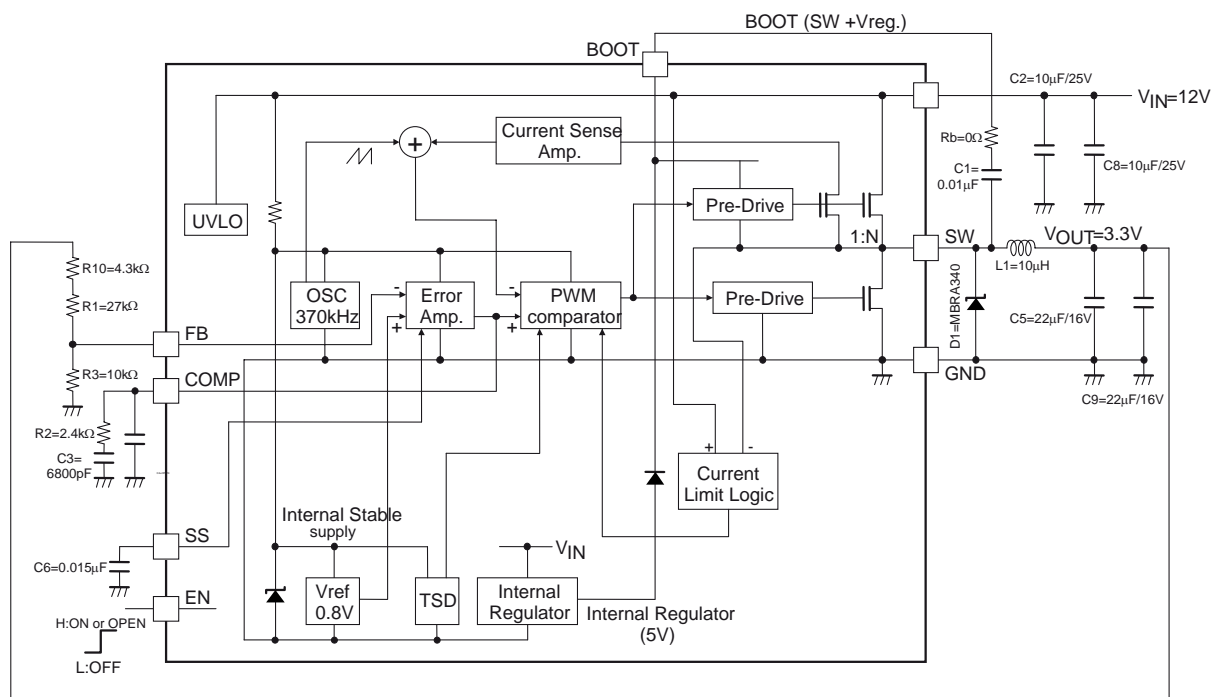 BOOT (SW +Vreg.)
BOOT
C2=10μF/25V
VIN=12V
Current Sense
Amp.
+
Rb=0Ω
C1=
0.01μF
C8=10μF/25V
UVLO
Pre-Drive
1:N
SW
VOUT=3.3V
L1=10μH
R10=4.3kΩ
R1=27kΩ
OSC
370kHz
-
Error
Amp.
+
-
PWM
comparator
+
Pre-Drive
D1=MBRA340
C5=22μF/16V
FB
R3=10kΩ
COMP
GND
C9=22μF/16V
R2=2.4kΩ
C3=
6800pF
+
-
Current
Limit Logic
SS
Internal Stable
supply
VIN
C6=0.015μF
EN
Vref
0.8V
TSD
Internal
Regulator
Internal Regulator
(5V)
H:ON or OPEN
L:OFF